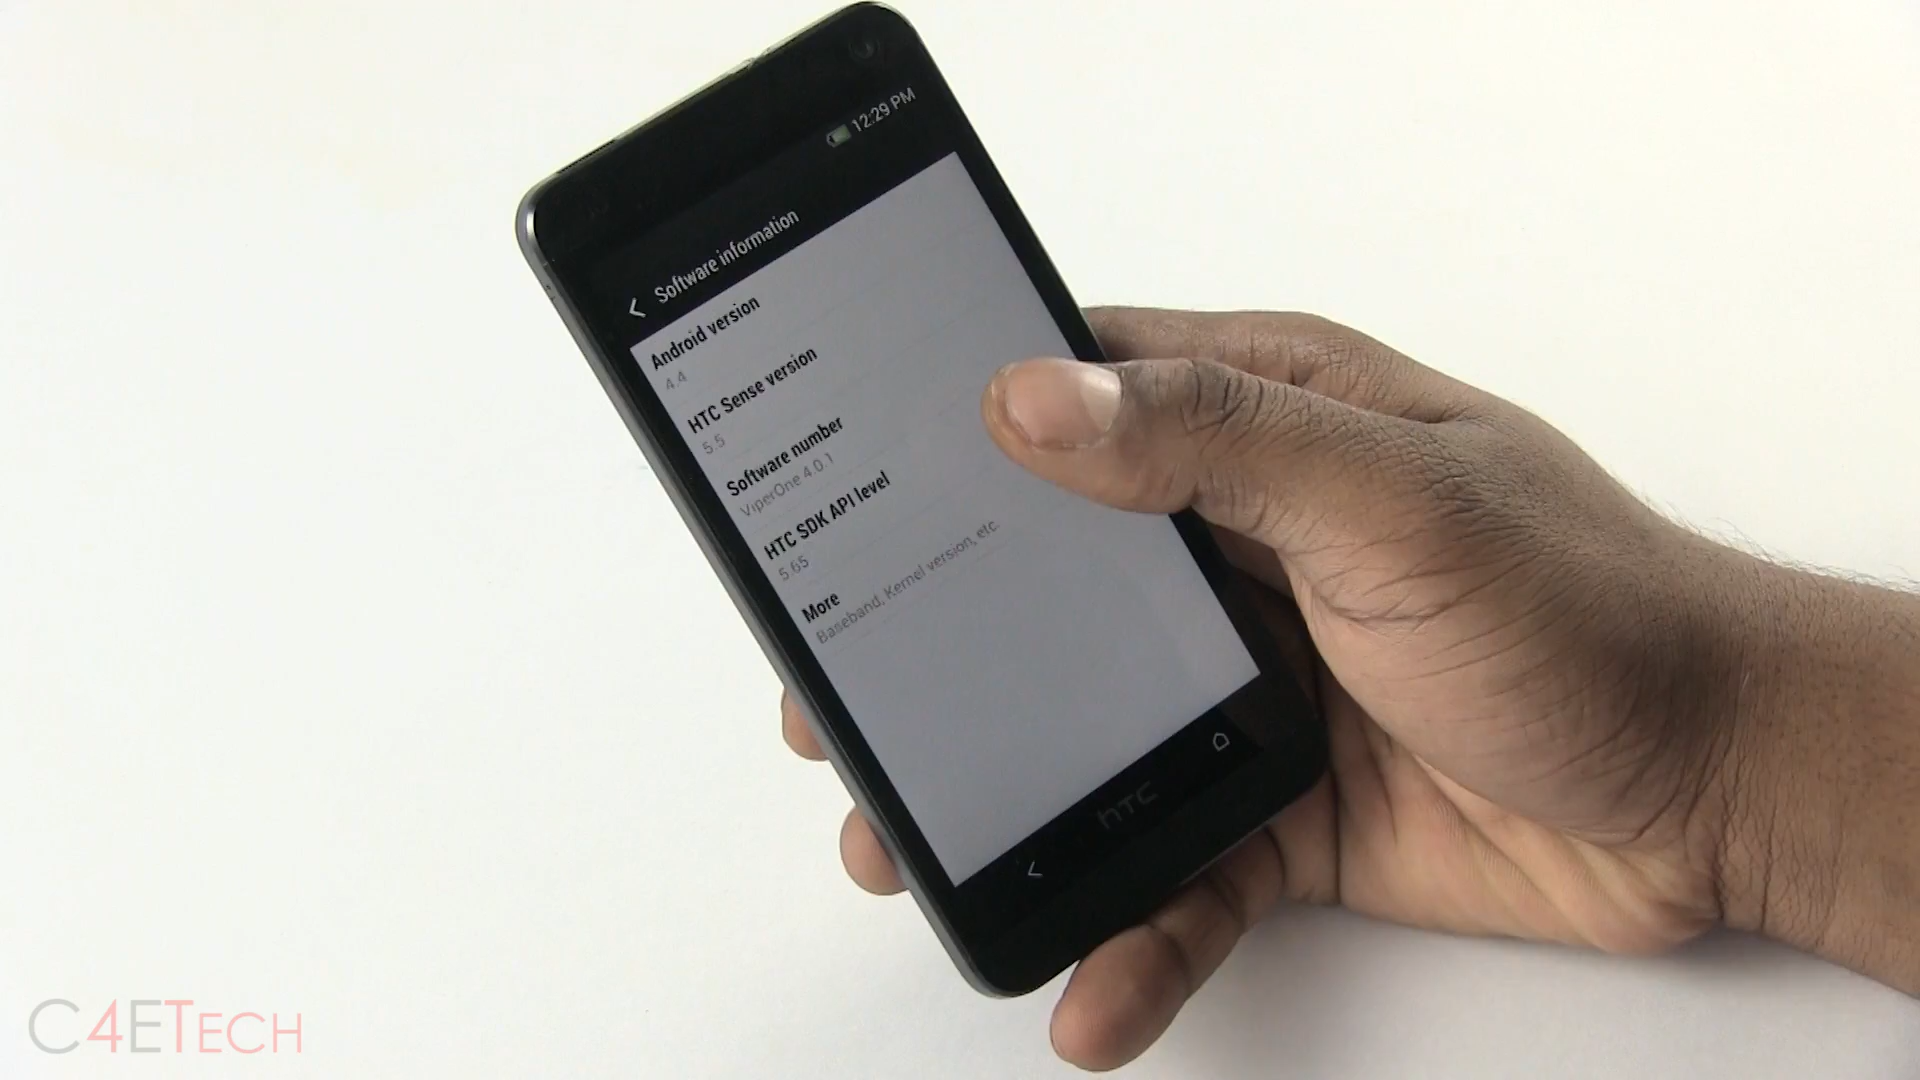 12:29 PM
Software information
Android version
4.4
HTC Sense version
5.5
Software number
ViperOne 4.0.1
HTC SDK API level
5.65
More
Baseband, Kernel version, etc.
hTC
C4ETECH